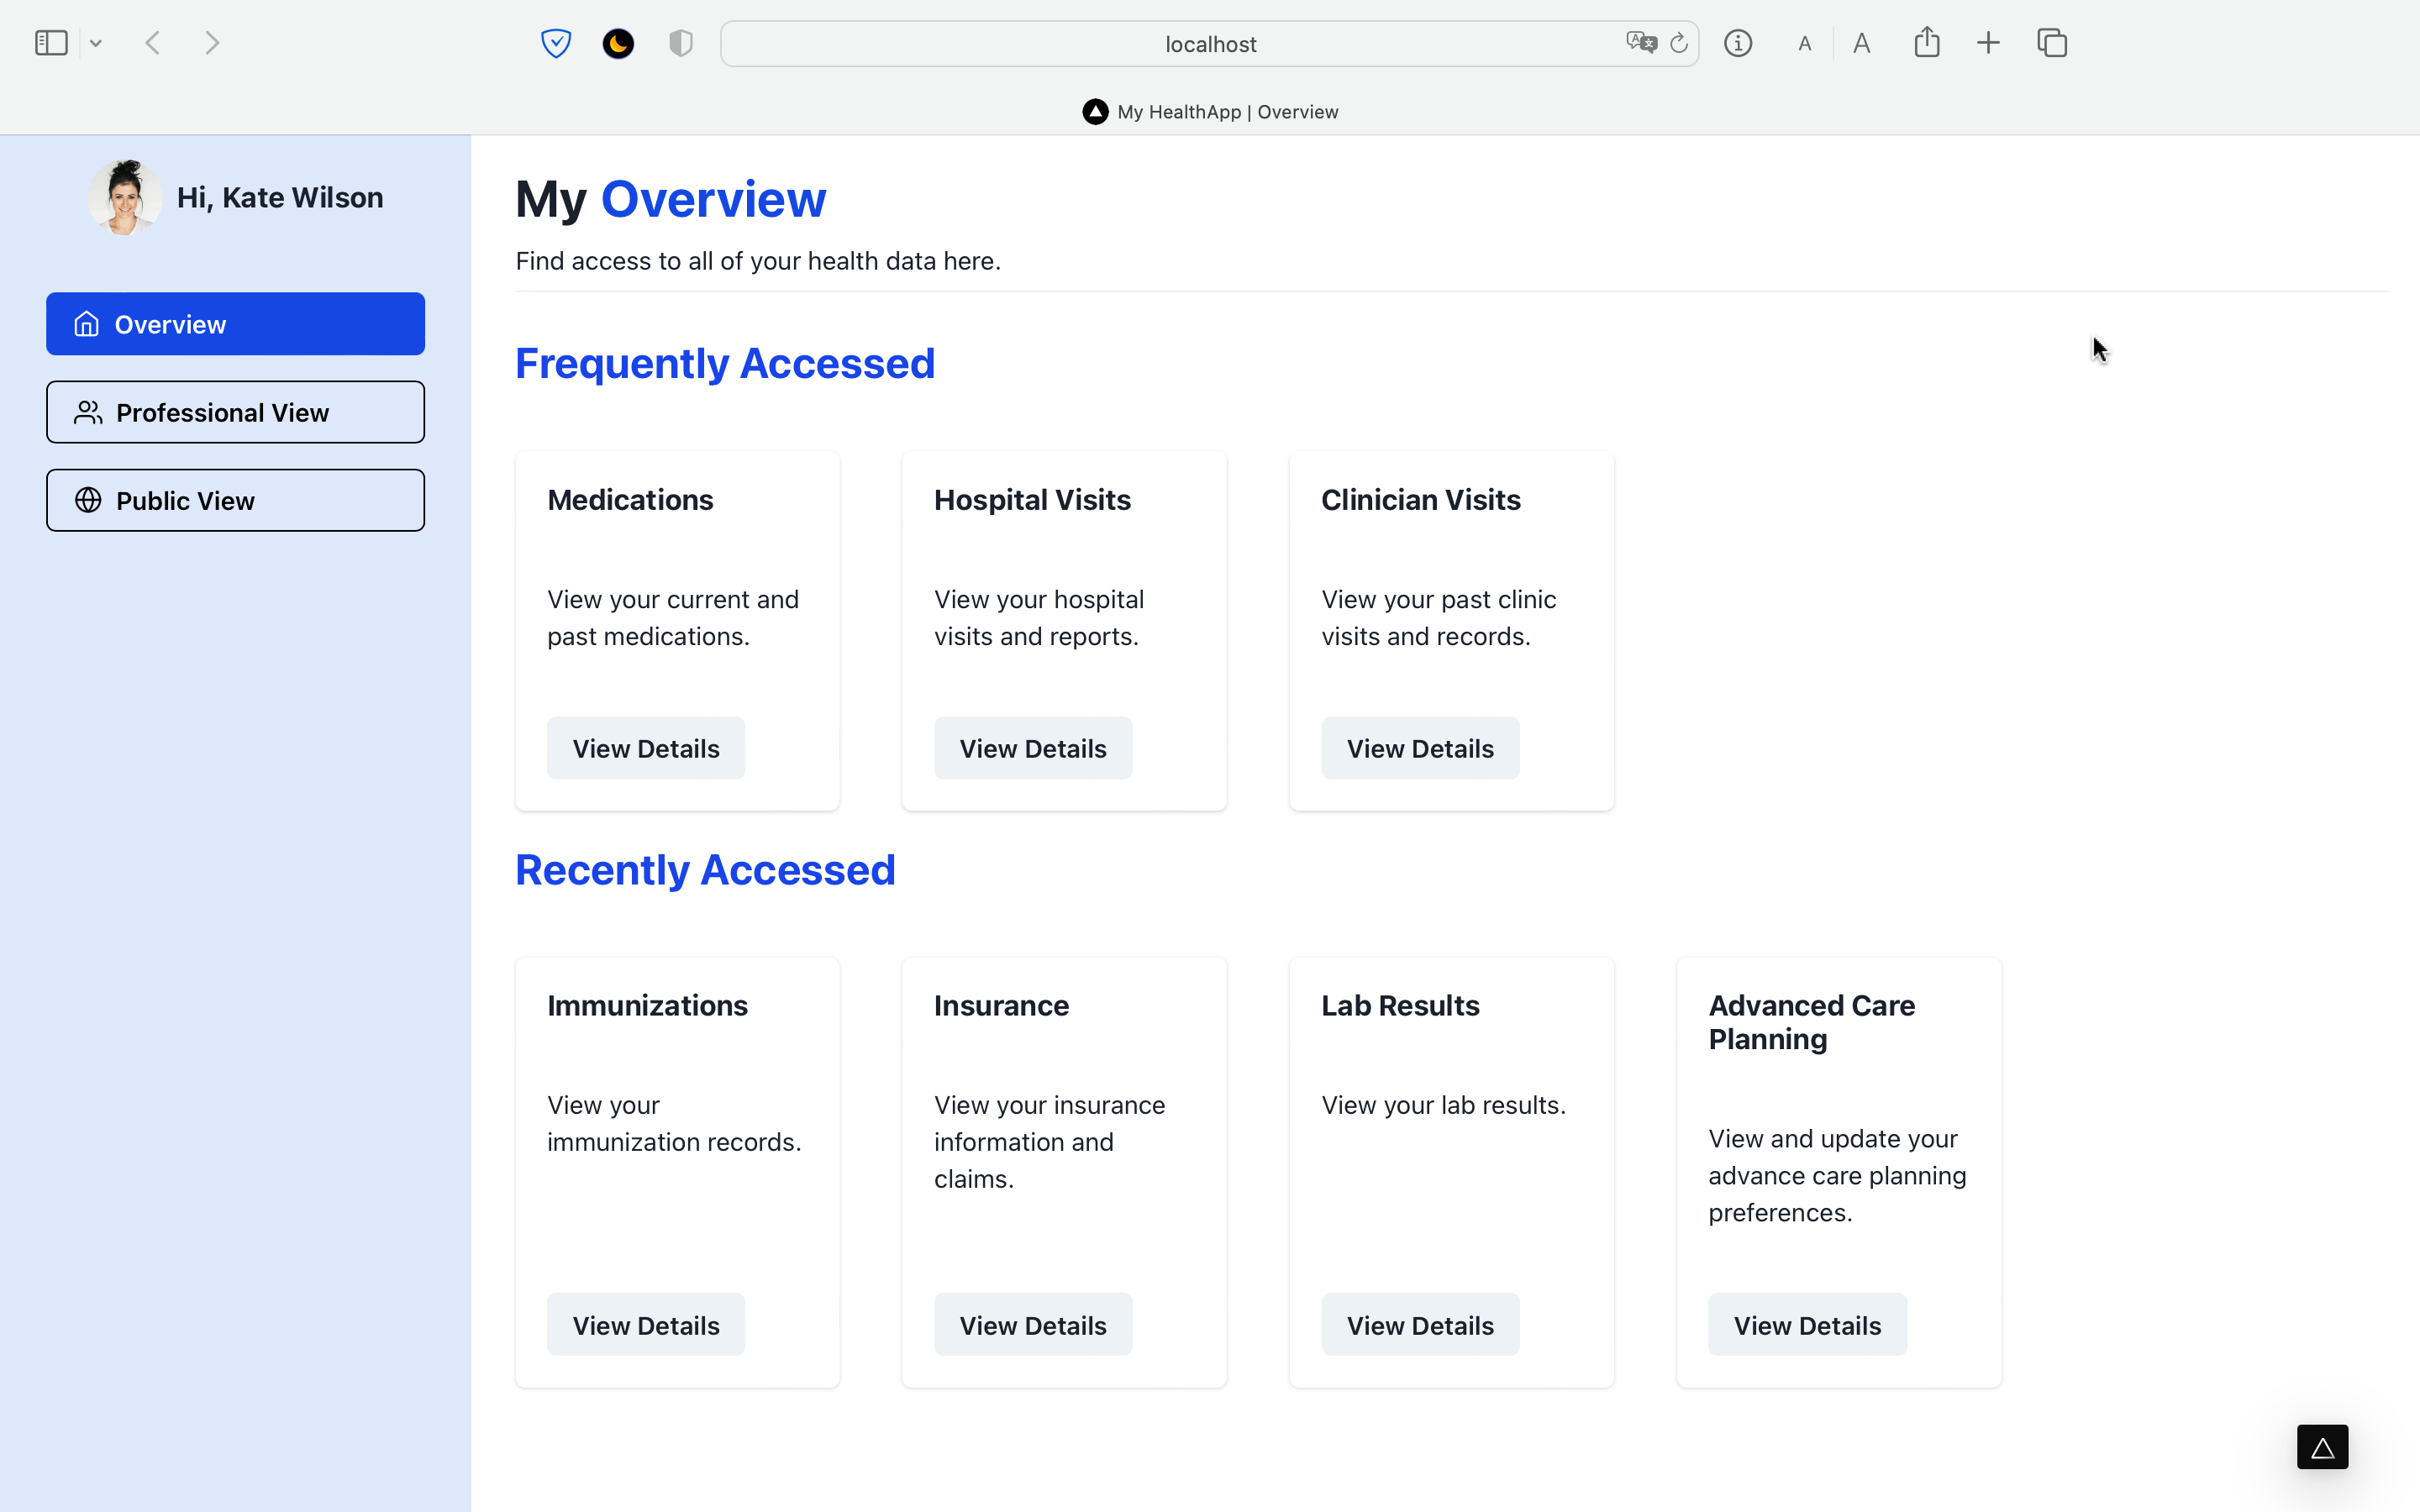 localhost
A A
My HealthApp | Overview
Hi, Kate Wilson
Overview
Professional View
Public View
My Overview
Find access to all of your health data here.
Frequently Accessed
Medications
View your current and
past medications.
View Details
Hospital Visits
View your hospital
visits and reports.
View Details
Clinician Visits
View your past clinic
visits and records.
View Details
Recently Accessed
Immunizations
View your
immunization records.
View Details
Insurance
View your insurance
information and
claims.
View Details
Lab Results
View your lab results.
View Details
Advanced Care
Planning
View and update your
advance care planning
preferences.
View Details